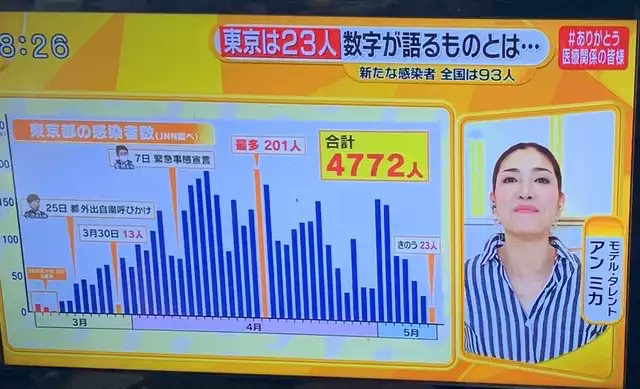 8:26
東京は23人 数字が語るものとは…
#ありがとう
医療関係の皆様
新たな感染者 全国は93人
東京都の感染者数(JNN調べ)
7日 緊急事態宣言
最多 201人
合計
4772人
25日 都 外出自粛呼びかけ
3月30日 13人
きのう 23人
150
100
50
0
3月
4月
5月
モデル・タレント
アン ミカ